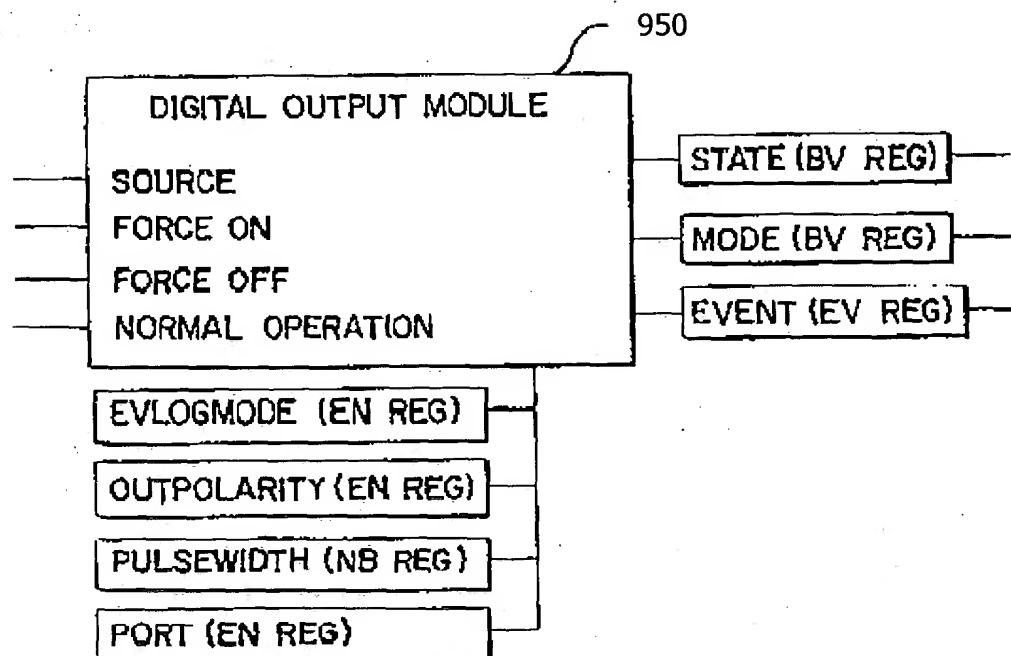 950
DIGITAL OUTPUT MODULE
SOURCE
FORCE ON
FORCE OFF
NORMAL OPERATION
STATE (BV REG)
MODE (BV REG)
EVENT (EV REG)
EVLOGMODE (EN REG)
OUTPOLARITY (EN REG)
PULSEWIDTH (NB REG)
PORT (EN REG)